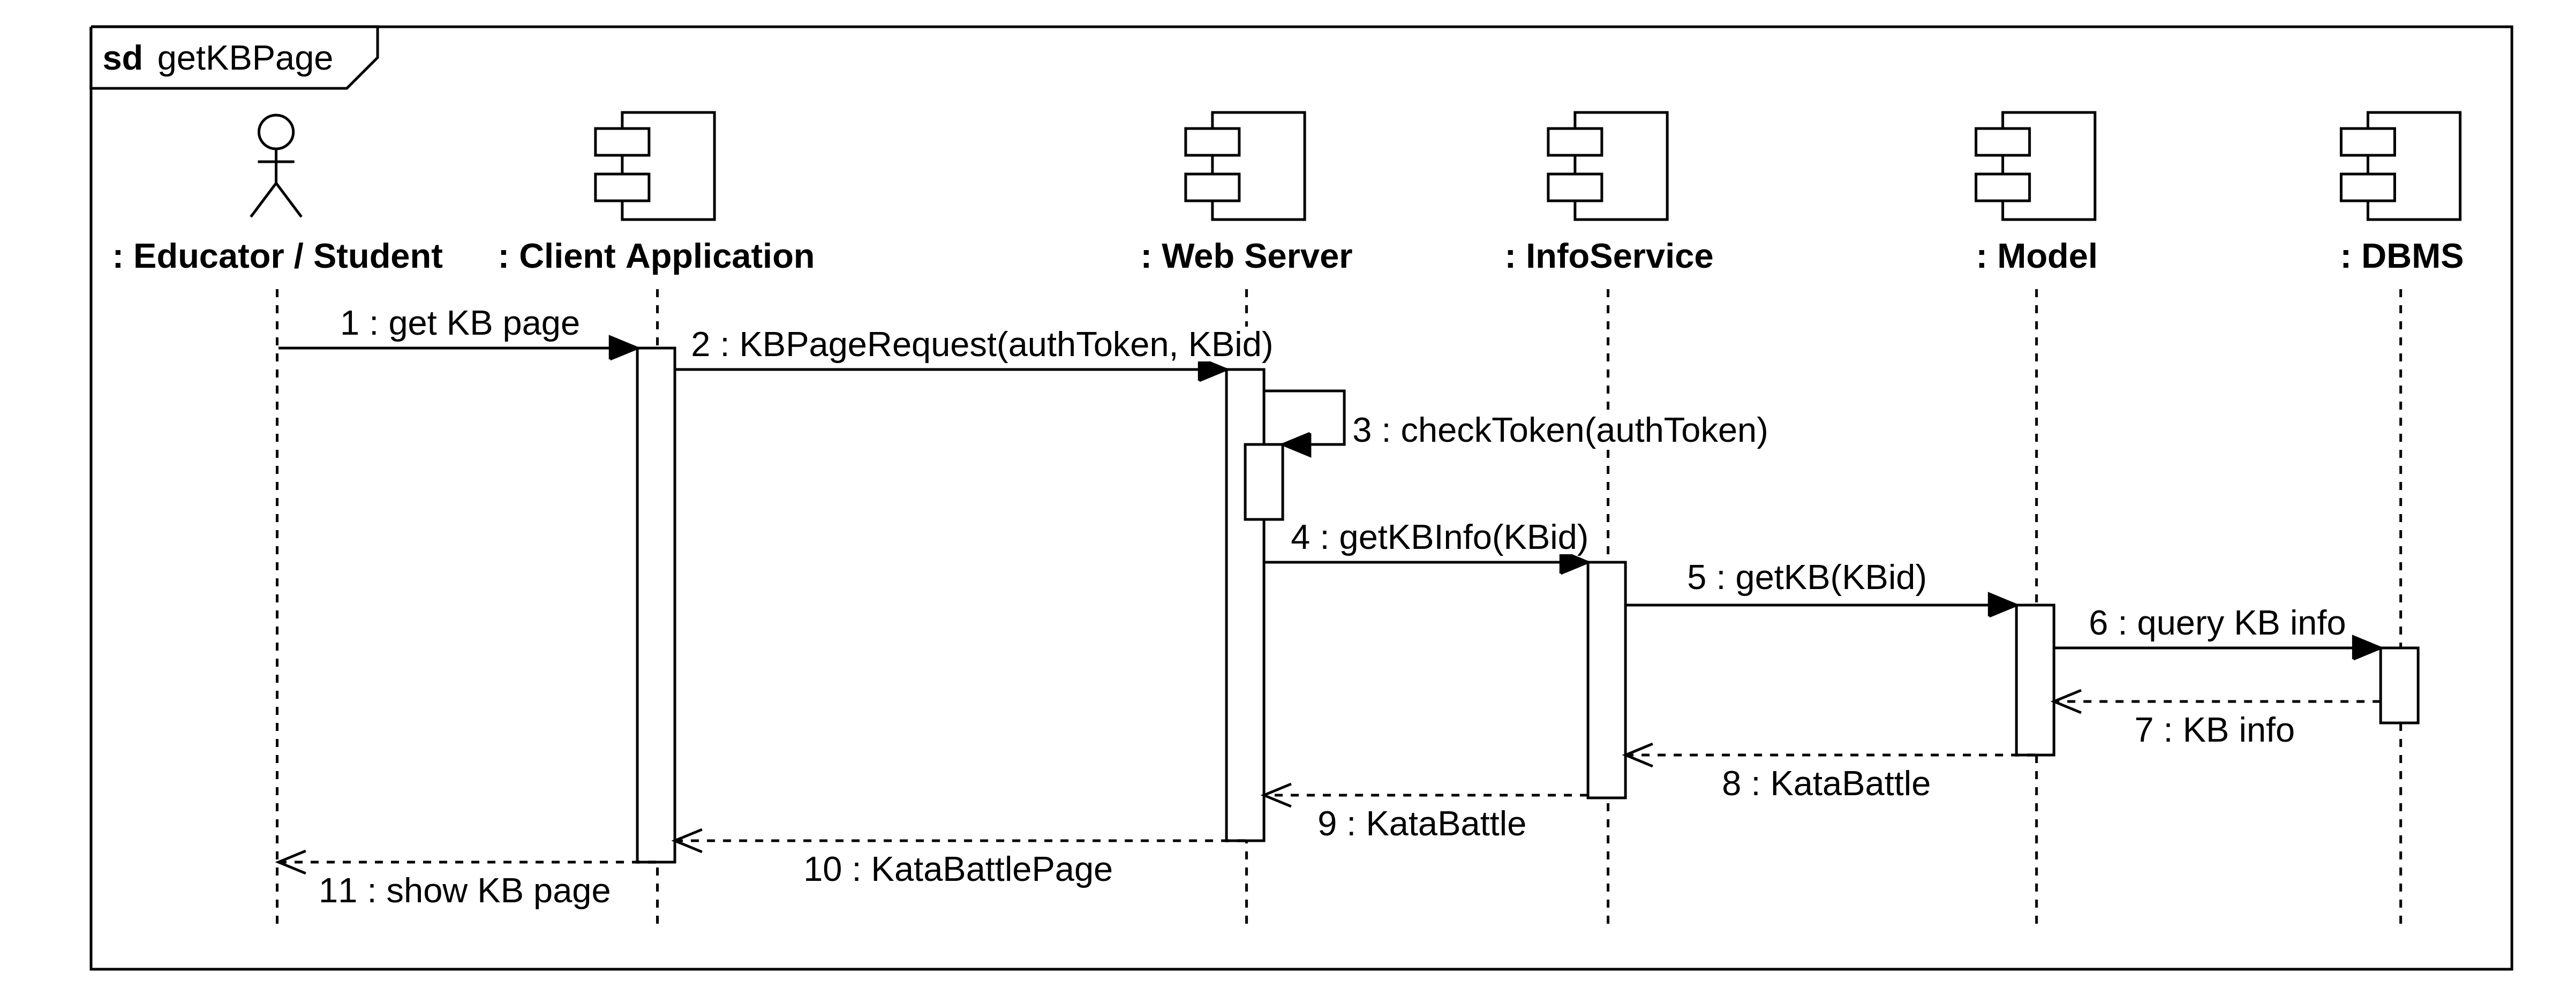 sd getKBPage
: Educator / Student
: Client Application
: Web Server
: InfoService
: Model
: DBMS
1 : get KB page
2 : KBPageRequest(authToken, KBid)
3 : checkToken(authToken)
4 : getKBInfo(KBid)
5 : getKB(KBid)
6 : query KB info
7 : KB info
8 : KataBattle
9 : KataBattle
10 : KataBattlePage
11 : show KB page